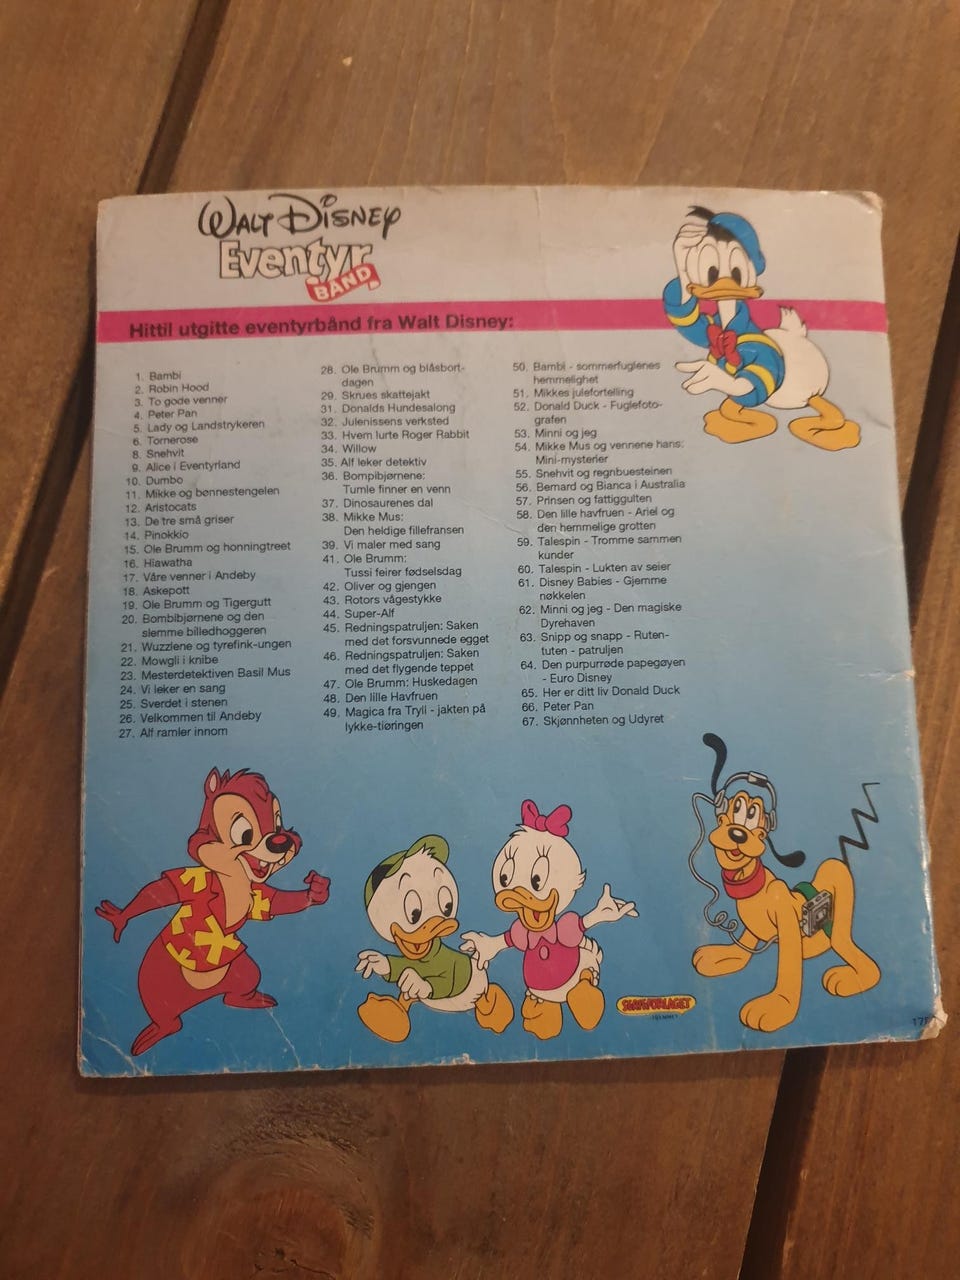 WALT DISNEY
Eventyr
BÅND
Hittil utgitte eventyrbånd fra Walt Disney:
1. Bambi
2. Robin Hood
3. To gode venner
4. Peter Pan
5. Lady og Landstrykeren
6. Tornerose
8. Snehvit
9. Alice i Eventyrland
10. Dumbo
11. Mikke og bønnestengelen
12. Aristocats
13. De tre små griser
14. Pinokkio
15. Ole Brumm og honningtreet
16. Hiawatha
17. Våre venner i Andeby
18. Askepott
19. Ole Brumm og Tigergutt
20. Bombibjørnene og den
slemme billedhoggeren
21. Wuzzlene og tyrefink-ungen
22. Mowgli i knibe
23. Mesterdetektiven Basil Mus
24. Vi leker en sang
25. Sverdet i stenen
26. Velkommen til Andeby
27. Alf ramler innom
28. Ole Brumm og blåsbort-
dagen
29. Skrues skattejakt
31. Donalds Hundesalong
32. Julenissens verksted
33. Hvem lurte Roger Rabbit
34. Willow
35. Alf leker detektiv
36. Bompibjørnene:
Tumle finner en venn
37. Dinosaurenes dal
38. Mikke Mus:
Den heldige fillefransen
39. Vi maler med sang
41. Ole Brumm:
Tussi feirer fødselsdag
42. Oliver og gjengen
43. Rotors vågestykke
44. Super-Alf
45. Redningspatruljen: Saken
med det forsvunnede egget
46. Redningspatruljen: Saken
med det flygende teppet
47. Ole Brumm: Huskedagen
48. Den lille Havfruen
49. Magica fra Tryll - jakten på
lykke-tiøringen
50. Bambi - sommerfuglenes
hemmelighet
51. Mikkes julefortelling
52. Donald Duck - Fuglefoto-
grafen
53. Minni og jeg
54. Mikke Mus og vennene hans:
Mini-mysterier
55. Snehvit og regnbuesteinen
56. Bernard og Bianca i Australia
57. Prinsen og fattiggutten
58. Den lille havfruen - Ariel og
den hemmelige grotten
59. Talespin - Tromme sammen
kunder
60. Talespin - Lukten av seier
61. Disney Babies - Gjemme
nøkkelen
62. Minni og jeg - Den magiske
Dyrehaven
63. Snipp og snapp - Ruten-
tuten - patruljen
64. Den purpurrøde papegøyen
- Euro Disney
65. Her er ditt liv Donald Duck
66. Peter Pan
67. Skjønnheten og Udyret